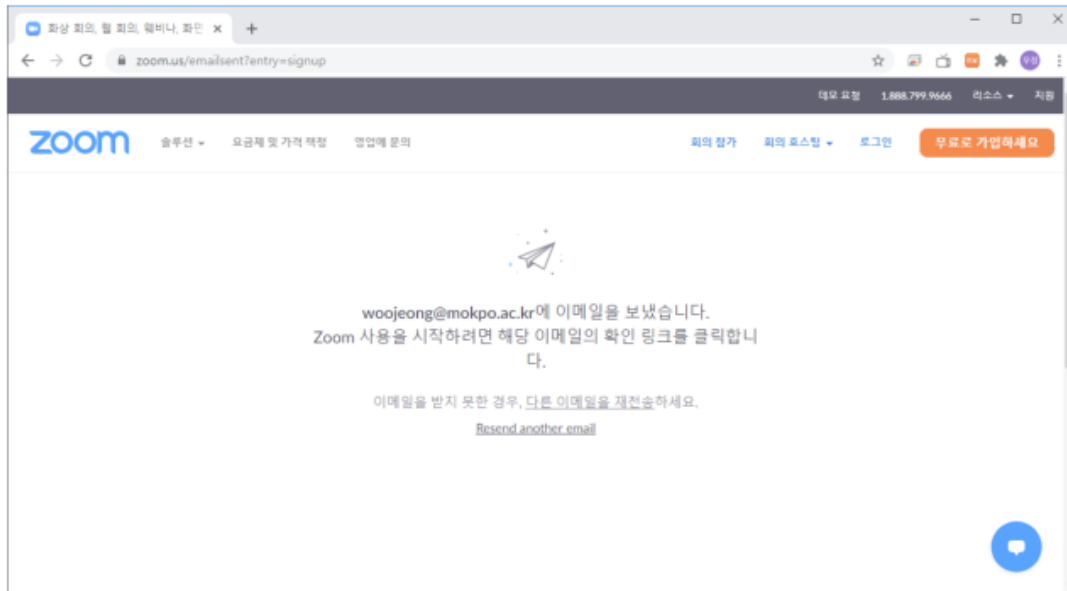 화상 회의, 웹 회의, 웨비나, 화면
zoom.us/emailsent?entry=signup
우정
데모 요청 1.888.799.9666 리소스 지원
zoom 솔루션 요금제 및 가격 책정 영업에 문의 회의 참가 회의 호스팅 로그인 무료로 가입하세요
woojeong@mokpo.ac.kr에 이메일을 보냈습니다.
Zoom 사용을 시작하려면 해당 이메일의 확인 링크를 클릭합니
다.
이메일을 받지 못한 경우, 다른 이메일을 재전송하세요.
Resend another email